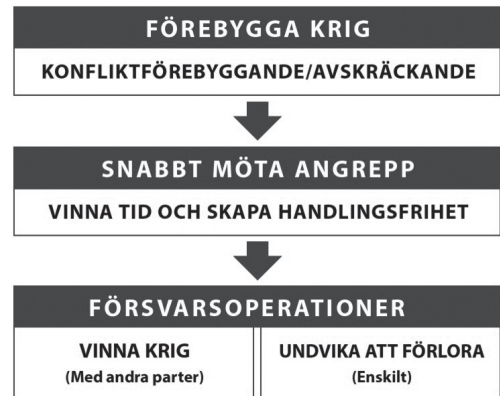 FÖREBYGGA KRIG
KONFLIKTFÖREBYGGANDE/AVSKRÄCKANDE
SNABBT MÖTA ANGREPP
VINNA TID OCH SKAPA HANDLINGSFRIHET
FÖRSVARSOPERATIONER
VINNA KRIG
(Med andra parter)
UNDVIKA ATT FÖRLORA
(Enskilt)